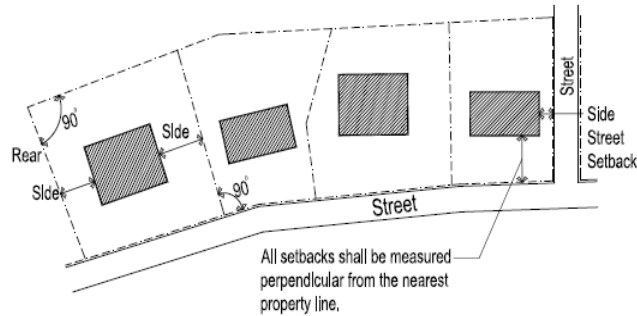 90°
Rear
Side
Side
90°
Street
Street
Side
Street
Setback
All setbacks shall be measured
perpendicular from the nearest
property line.